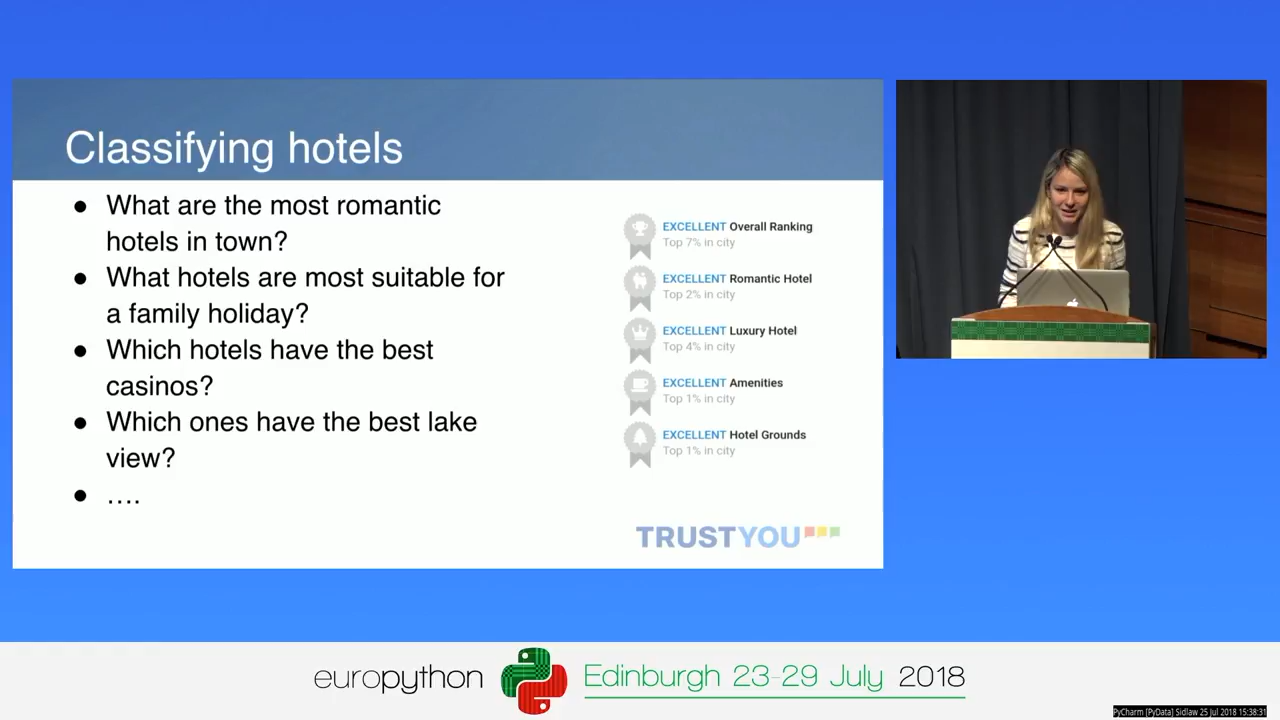 Classifying hotels
● What are the most romantic
hotels in town?
● What hotels are most suitable for
a family holiday?
● Which hotels have the best
casinos?
● Which ones have the best lake
view?
● ....
EXCELLENT Overall Ranking
Top 7% in city
EXCELLENT Romantic Hotel
Top 2% in city
EXCELLENT Luxury Hotel
Top 4% in city
EXCELLENT Amenities
Top 1% in city
EXCELLENT Hotel Grounds
Top 1% in city
TRUSTYOU
europython Edinburgh 23-29 July 2018
PyCharm [PyData] Sidlaw 25 Jul 2018 15:38:31